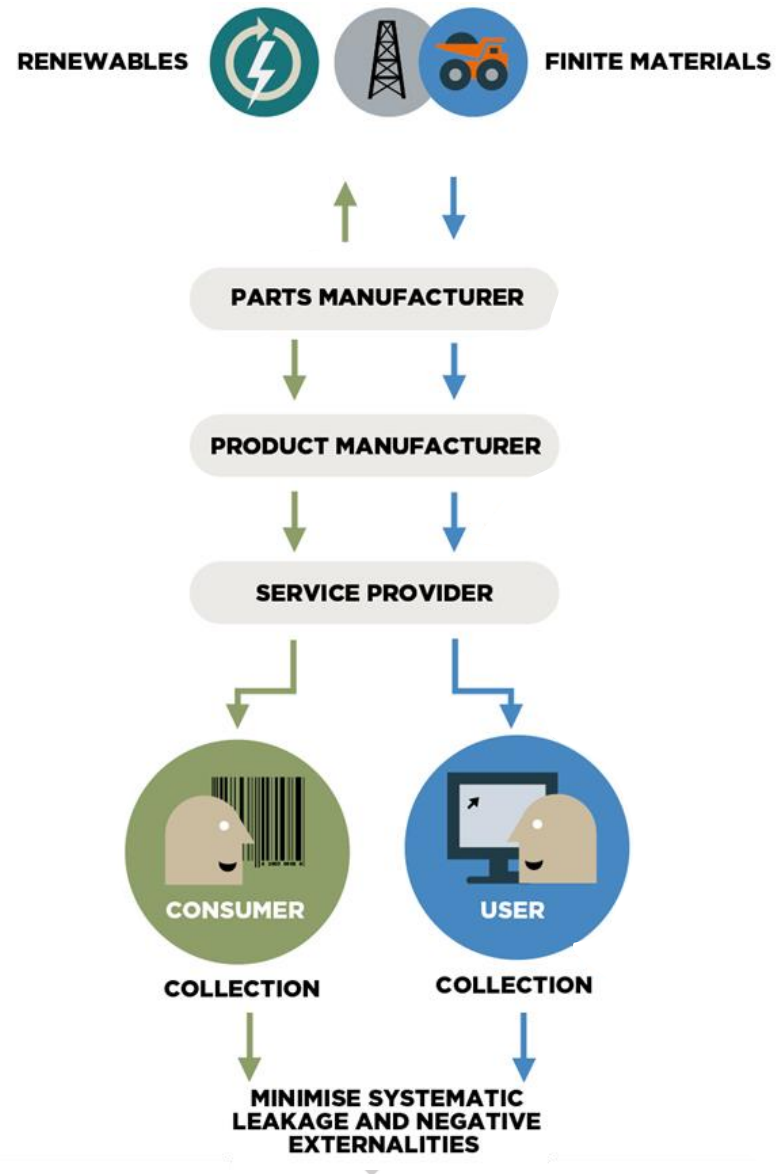 RENEWABLES
FINITE MATERIALS
PARTS MANUFACTURER
PRODUCT MANUFACTURER
SERVICE PROVIDER
CONSUMER
USER
COLLECTION
COLLECTION
MINIMISE SYSTEMATIC
LEAKAGE AND NEGATIVE
EXTERNALITIES